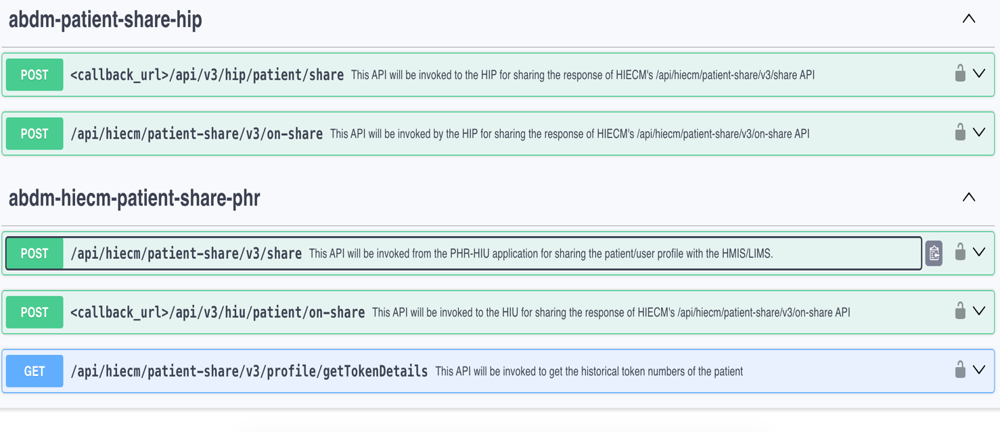 abdm-patient-share-hip
POST <callback_url>/api/v3/hip/patient/share This API will be invoked to the HIP for sharing the response of HIECM's /api/hiecm/patient-share/v3/share API
POST /api/hiecm/patient-share/v3/on-share This API will be invoked by the HIP for sharing the response of HIECM's /api/hiecm/patient-share/v3/on-share API
abdm-hiecm-patient-share-phr
POST /api/hiecm/patient-share/v3/share This API will be invoked from the PHR-HIU application for sharing the patient/user profile with the HMIS/LIMS.
POST <callback_url>/api/v3/hiu/patient/on-share This API will be invoked to the HIU for sharing the response of HIECM's /api/hiecm/patient-share/v3/on-share API
GET /api/hiecm/patient-share/v3/profile/getTokenDetails This API will be invoked to get the historical token numbers of the patient